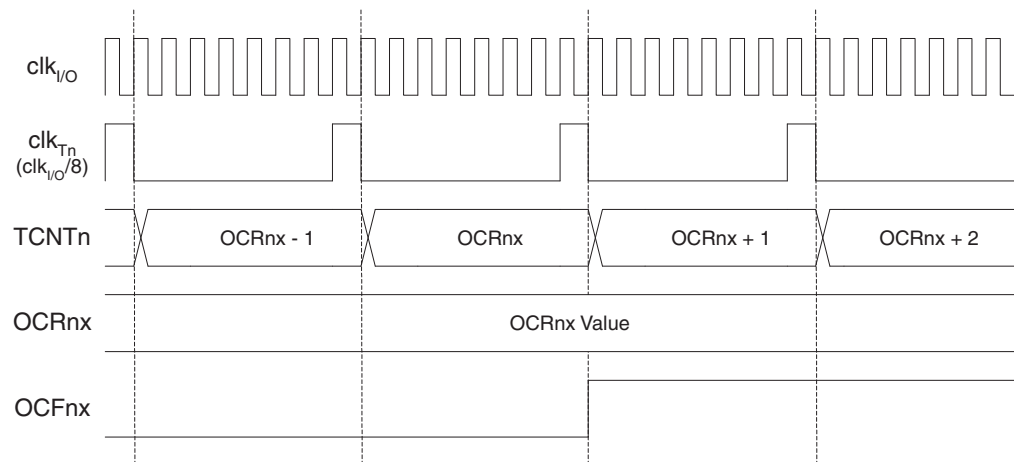 clkI/O
clkTn
(clkI/O/8)
TCNTn
OCRnx - 1
OCRnx
OCRnx + 1
OCRnx + 2
OCRnx
OCRnx Value
OCFnx